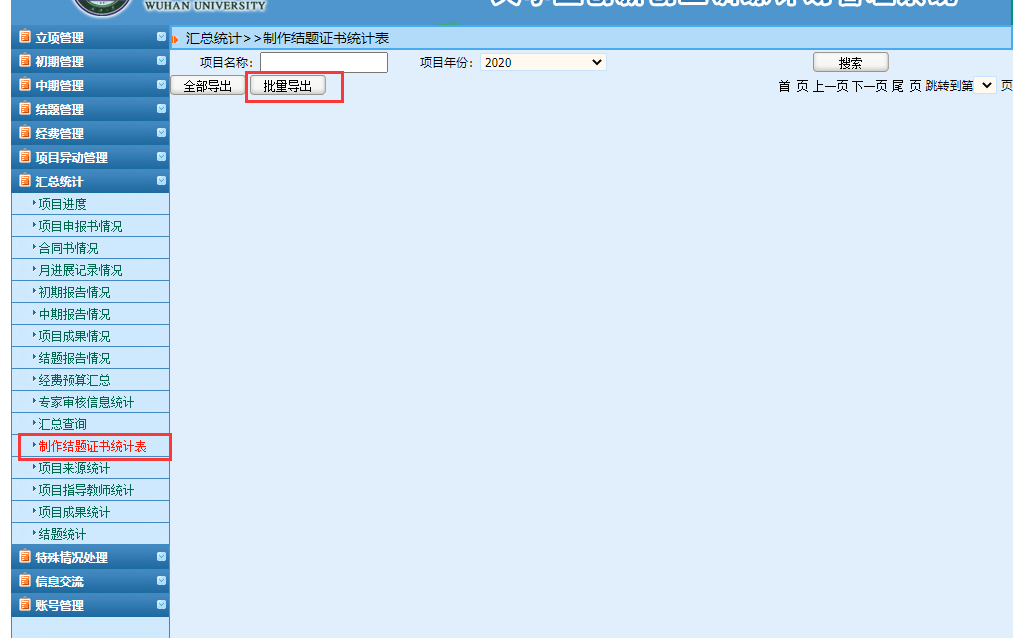 WUHAN UNIVERSITY
立项管理
初期管理
中期管理
结题管理
经费管理
项目异动管理
汇总统计
项目进度
项目申报书情况
合同书情况
月进展记录情况
初期报告情况
中期报告情况
项目成果情况
结题报告情况
经费预算汇总
专家审核信息统计
汇总查询
制作结题证书统计表
项目来源统计
项目指导教师统计
项目成果统计
结题统计
特殊情况处理
信息交流
账号管理
汇总统计>>制作结题证书统计表
项目名称: 项目年份: 2020 搜索
全部导出 批量导出 首 页 上一页 下一页 尾 页 跳转到第 页